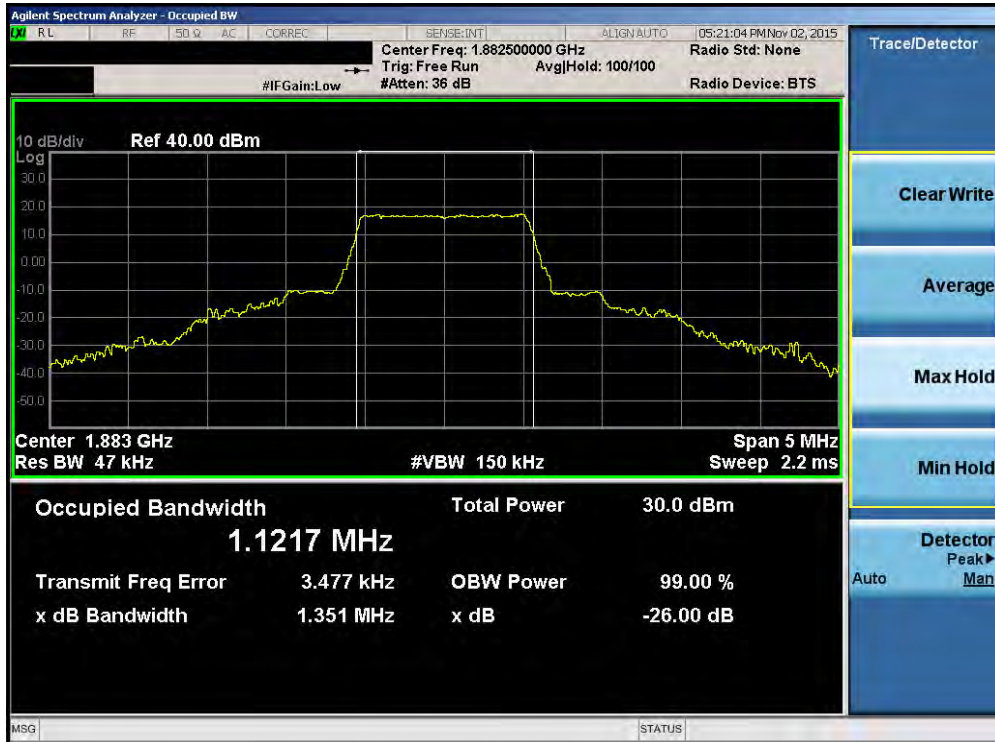 Agilent Spectrum Analyzer - Occupied BW
LXI RL RF 50 Ω AC CORREC SENSE:INT ALIGN AUTO 05:21:04 PM Nov 02, 2015
Center Freq: 1.882500000 GHz Radio Std: None
Trig: Free Run Avg|Hold: 100/100
#IFGain:Low #Atten: 36 dB Radio Device: BTS
Trace/Detector
10 dB/div Ref 40.00 dBm
Log
30.0
20.0
10.0
0.00
-10.0
-20.0
-30.0
-40.0
-50.0
Center 1.883 GHz Span 5 MHz
Res BW 47 kHz #VBW 150 kHz Sweep 2.2 ms
Occupied Bandwidth Total Power 30.0 dBm
1.1217 MHz
Transmit Freq Error 3.477 kHz OBW Power 99.00 %
x dB Bandwidth 1.351 MHz x dB -26.00 dB
Clear Write
Average
Max Hold
Min Hold
Detector
Peak▶
Auto Man
MSG STATUS